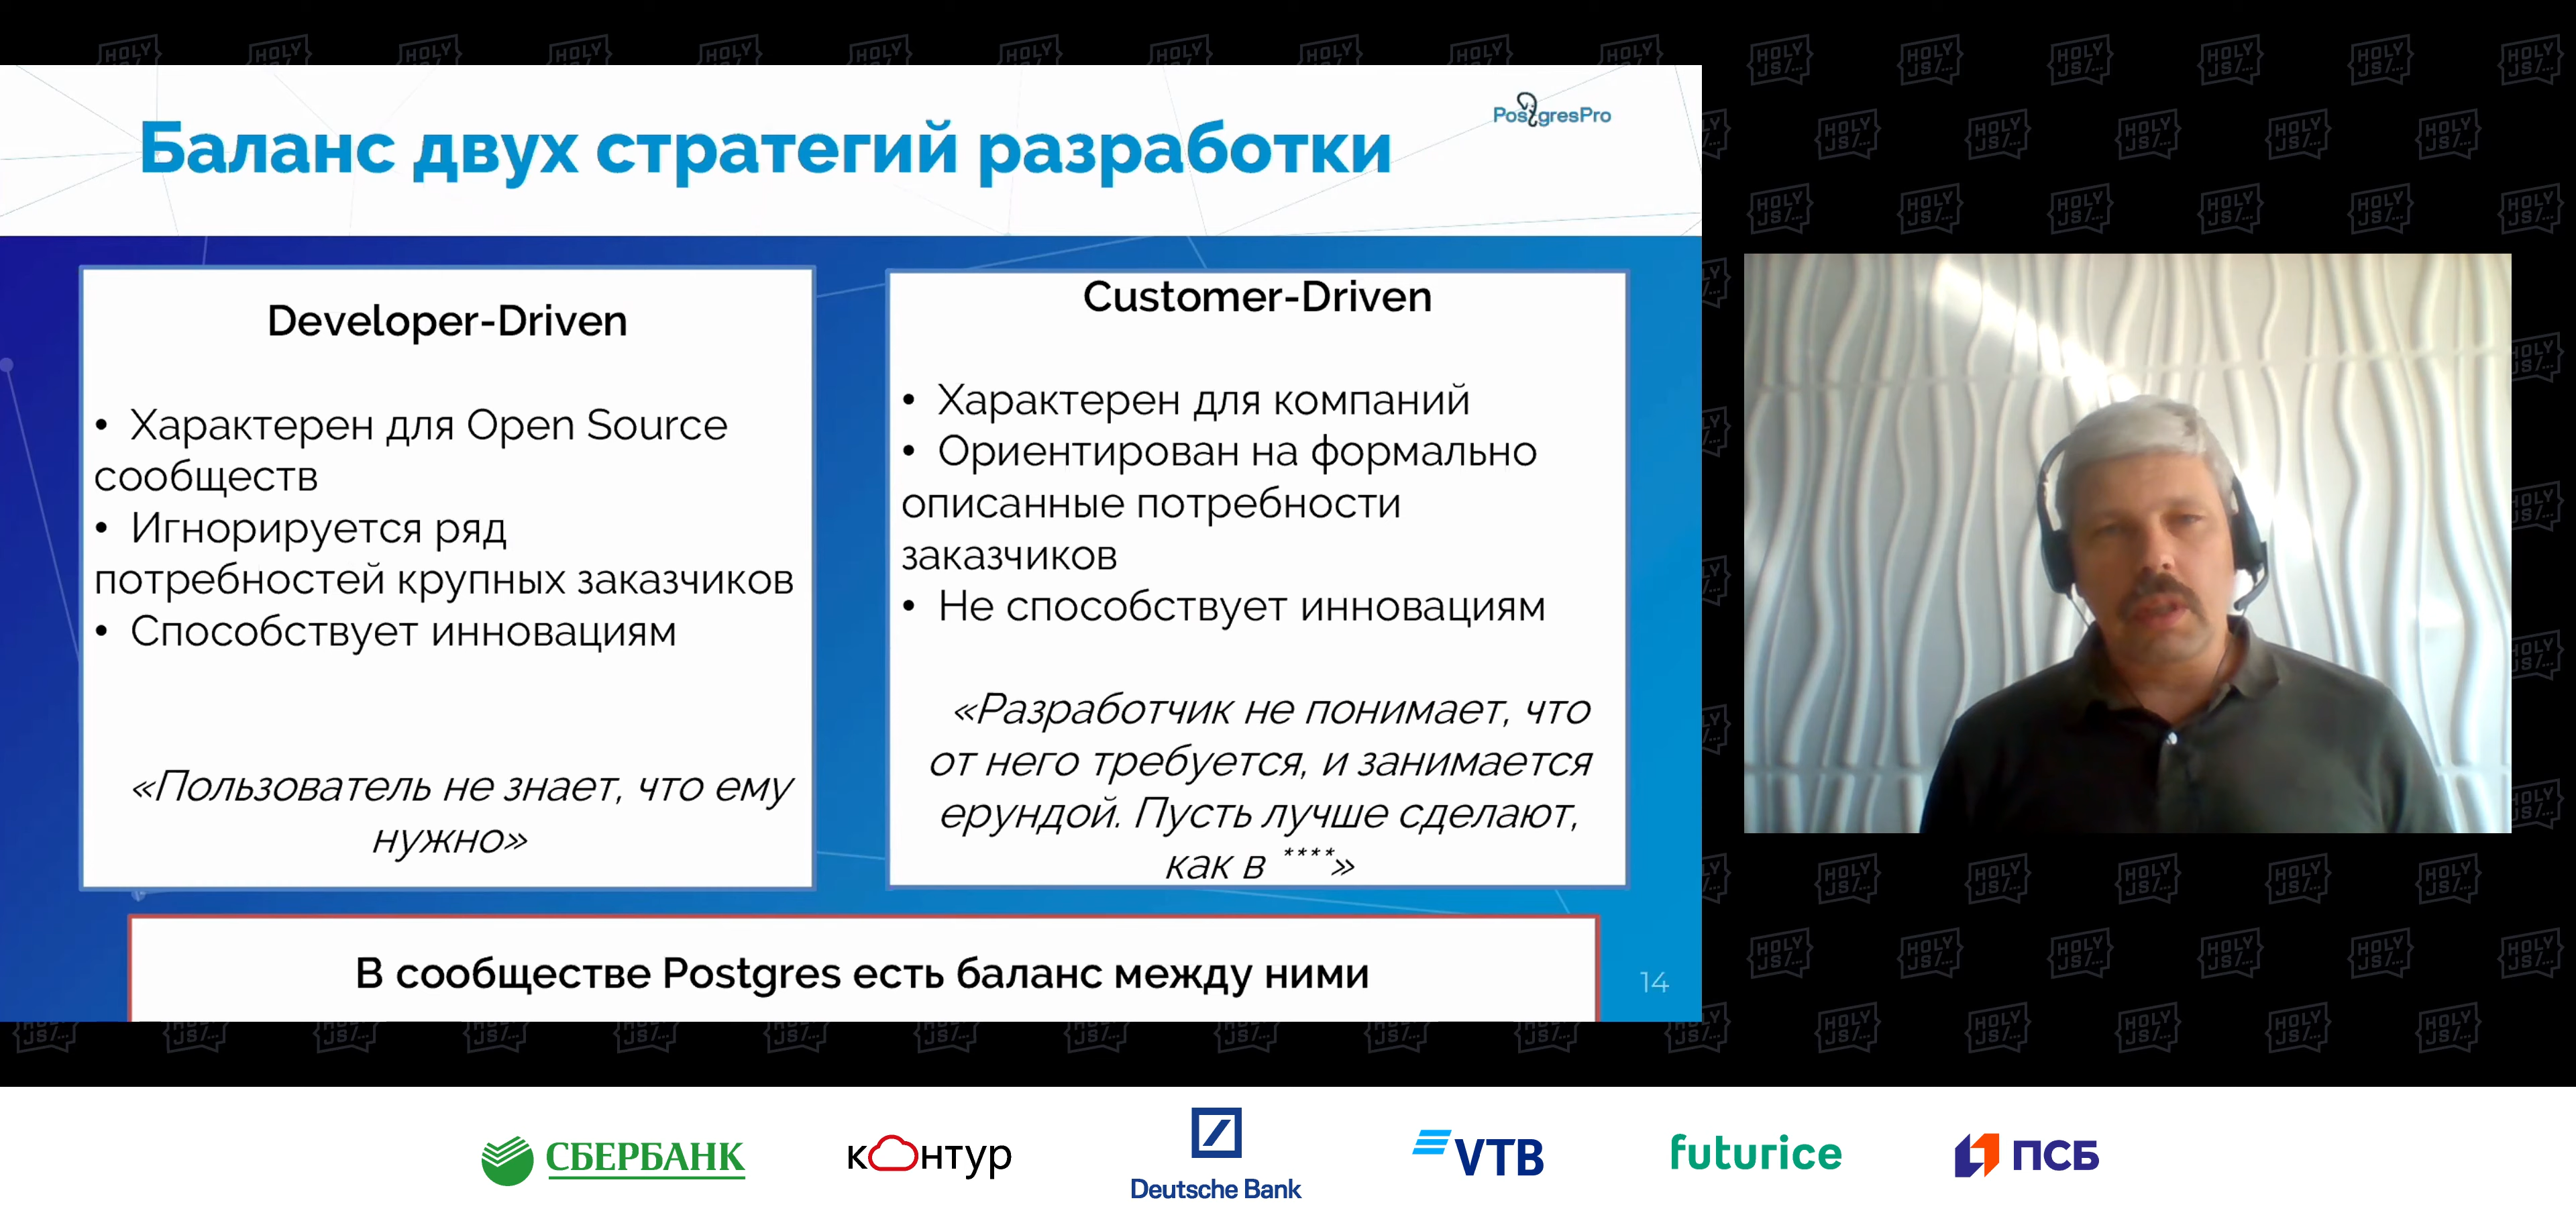 Баланс двух стратегий разработки
PostgresPro
Developer-Driven
• Характерен для Open Source
сообществ
• Игнорируется ряд
потребностей крупных заказчиков
• Способствует инновациям
«Пользователь не знает, что ему
нужно»
Customer-Driven
• Характерен для компаний
• Ориентирован на формально
описанные потребности
заказчиков
• Не способствует инновациям
«Разработчик не понимает, что
от него требуется, и занимается
ерундой. Пусть лучше сделают,
как в ****»
В сообществе Postgres есть баланс между ними
14
HOLY
JS/...
СБЕРБАНК
контур
Deutsche Bank
VTB
futurice
ПСБ